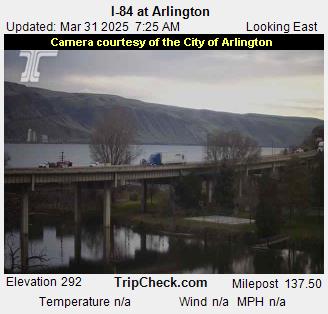 I-84 at Arlington
Updated: Mar 31 2025 7:25 AM Looking East
Camera courtesy of the City of Arlington
Elevation 292 TripCheck.com Milepost 137.50
Temperature n/a Wind n/a MPH n/a